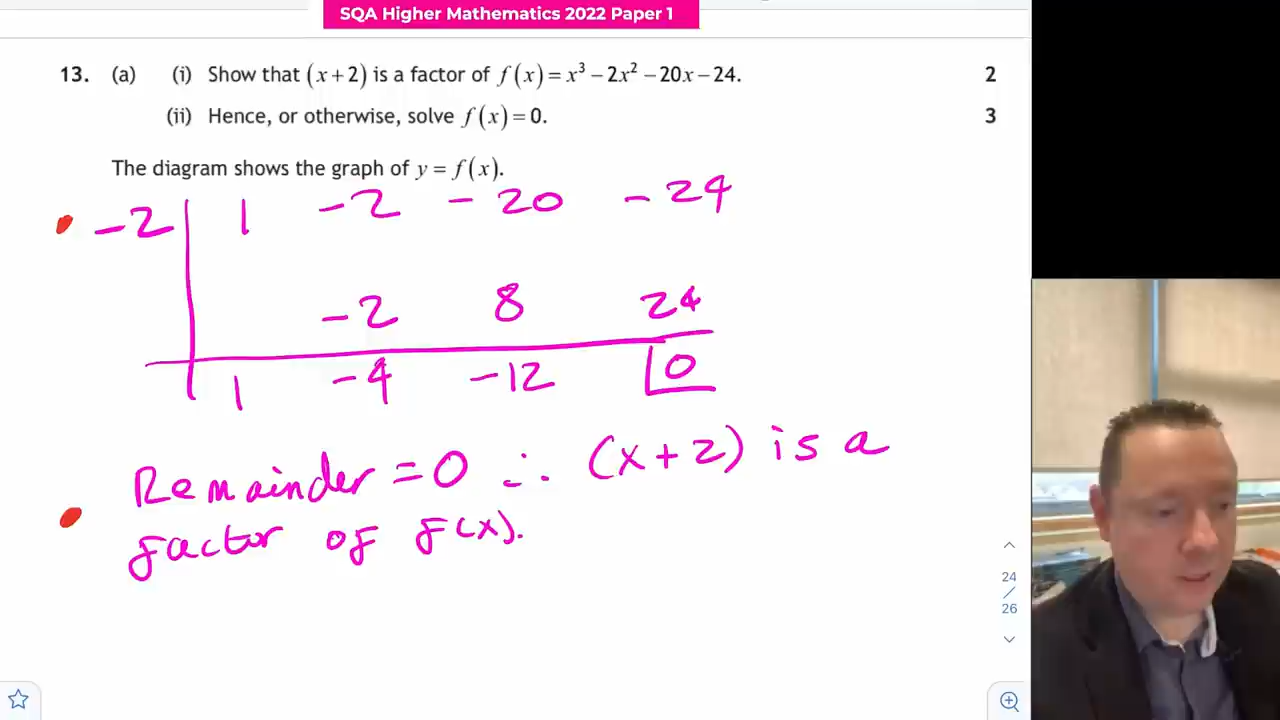 SQA Higher Mathematics 2022 Paper 1
13. (a) (i) Show that (x+2) is a factor of f(x)=x³−2x²−20x−24. 2
(ii) Hence, or otherwise, solve f(x)=0. 3
The diagram shows the graph of y=f(x).
-2 | 1 -2 -20 -24
-2 8 24
1 -4 -12 0
Remainder = 0 ∴ (x+2) is a
factor of f(x).
24
/
26